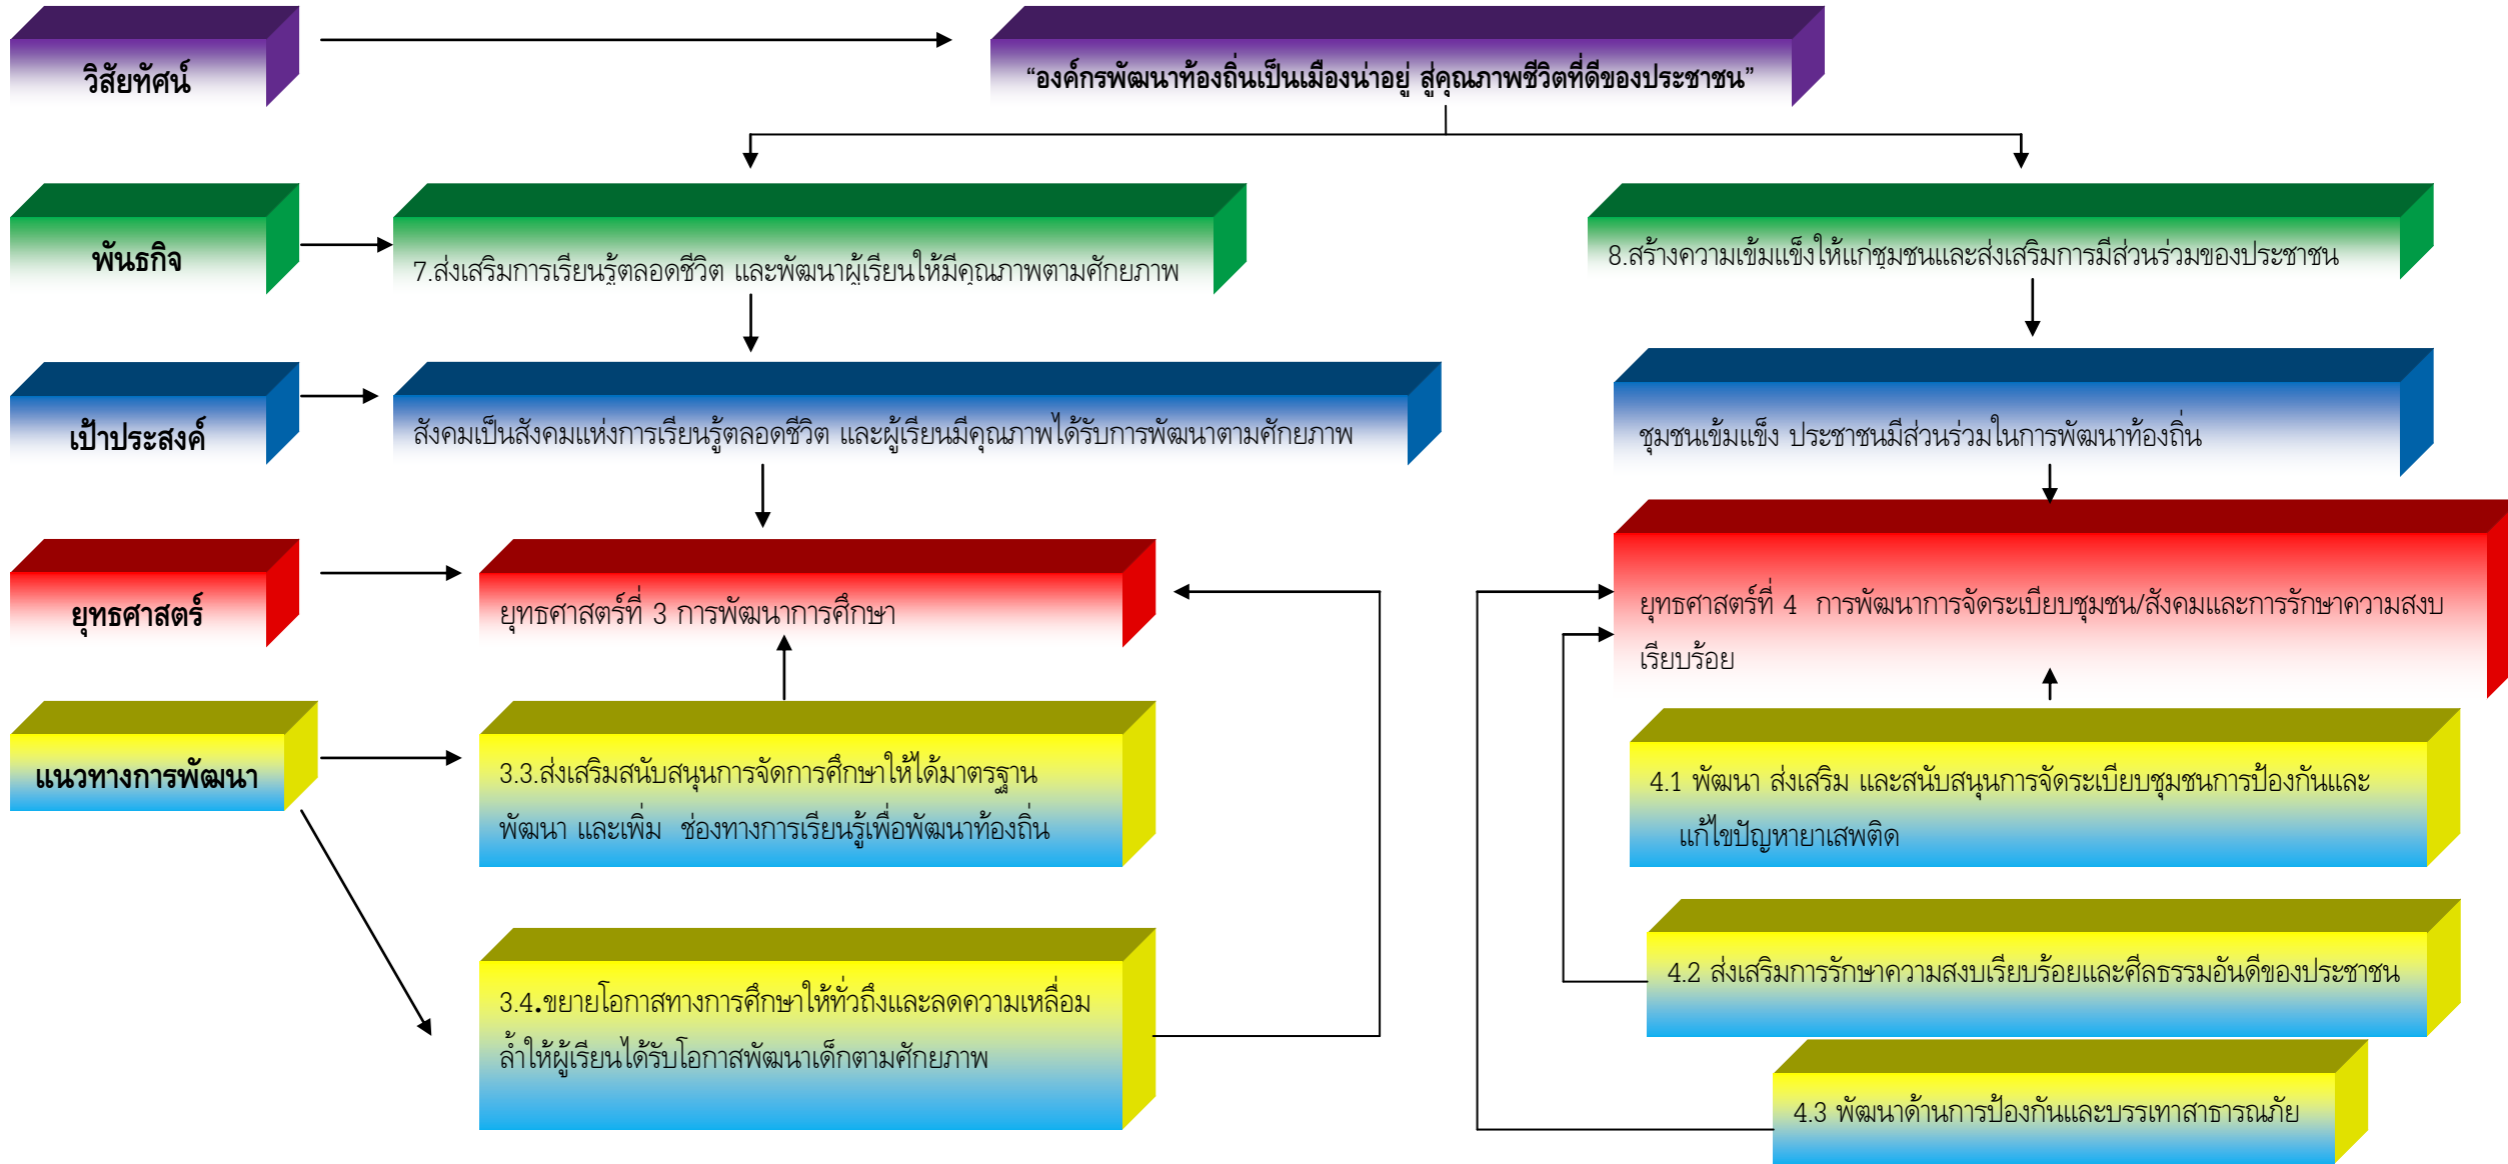 วิสัยทัศน์
“องค์กรพัฒนาท้องถิ่นเป็นเมืองน่าอยู่ สู่คุณภาพชีวิตที่ดีของประชาชน”
พันธกิจ
7.ส่งเสริมการเรียนรู้ตลอดชีวิต และพัฒนาผู้เรียนให้มีคุณภาพตามศักยภาพ
8.สร้างความเข้มแข็งให้แก่ชุมชนและส่งเสริมการมีส่วนร่วมของประชาชน
เป้าประสงค์
สังคมเป็นสังคมแห่งการเรียนรู้ตลอดชีวิต และผู้เรียนมีคุณภาพได้รับการพัฒนาตามศักยภาพ
ชุมชนเข้มแข็ง ประชาชนมีส่วนร่วมในการพัฒนาท้องถิ่น
ยุทธศาสตร์
ยุทธศาสตร์ที่ 3 การพัฒนาการศึกษา
ยุทธศาสตร์ที่ 4 การพัฒนาการจัดระเบียบชุมชน/สังคมและการรักษาความสงบ
เรียบร้อย
แนวทางการพัฒนา
3.3.ส่งเสริมสนับสนุนการจัดการศึกษาให้ได้มาตรฐาน
พัฒนา และเพิ่ม ช่องทางการเรียนรู้เพื่อพัฒนาท้องถิ่น
4.1 พัฒนา ส่งเสริม และสนับสนุนการจัดระเบียบชุมชนการป้องกันและ
แก้ไขปัญหายาเสพติด
3.4.ขยายโอกาสทางการศึกษาให้ทั่วถึงและลดความเหลื่อม
ล้ำให้ผู้เรียนได้รับโอกาสพัฒนาเด็กตามศักยภาพ
4.2 ส่งเสริมการรักษาความสงบเรียบร้อยและศีลธรรมอันดีของประชาชน
4.3 พัฒนาด้านการป้องกันและบรรเทาสาธารณภัย